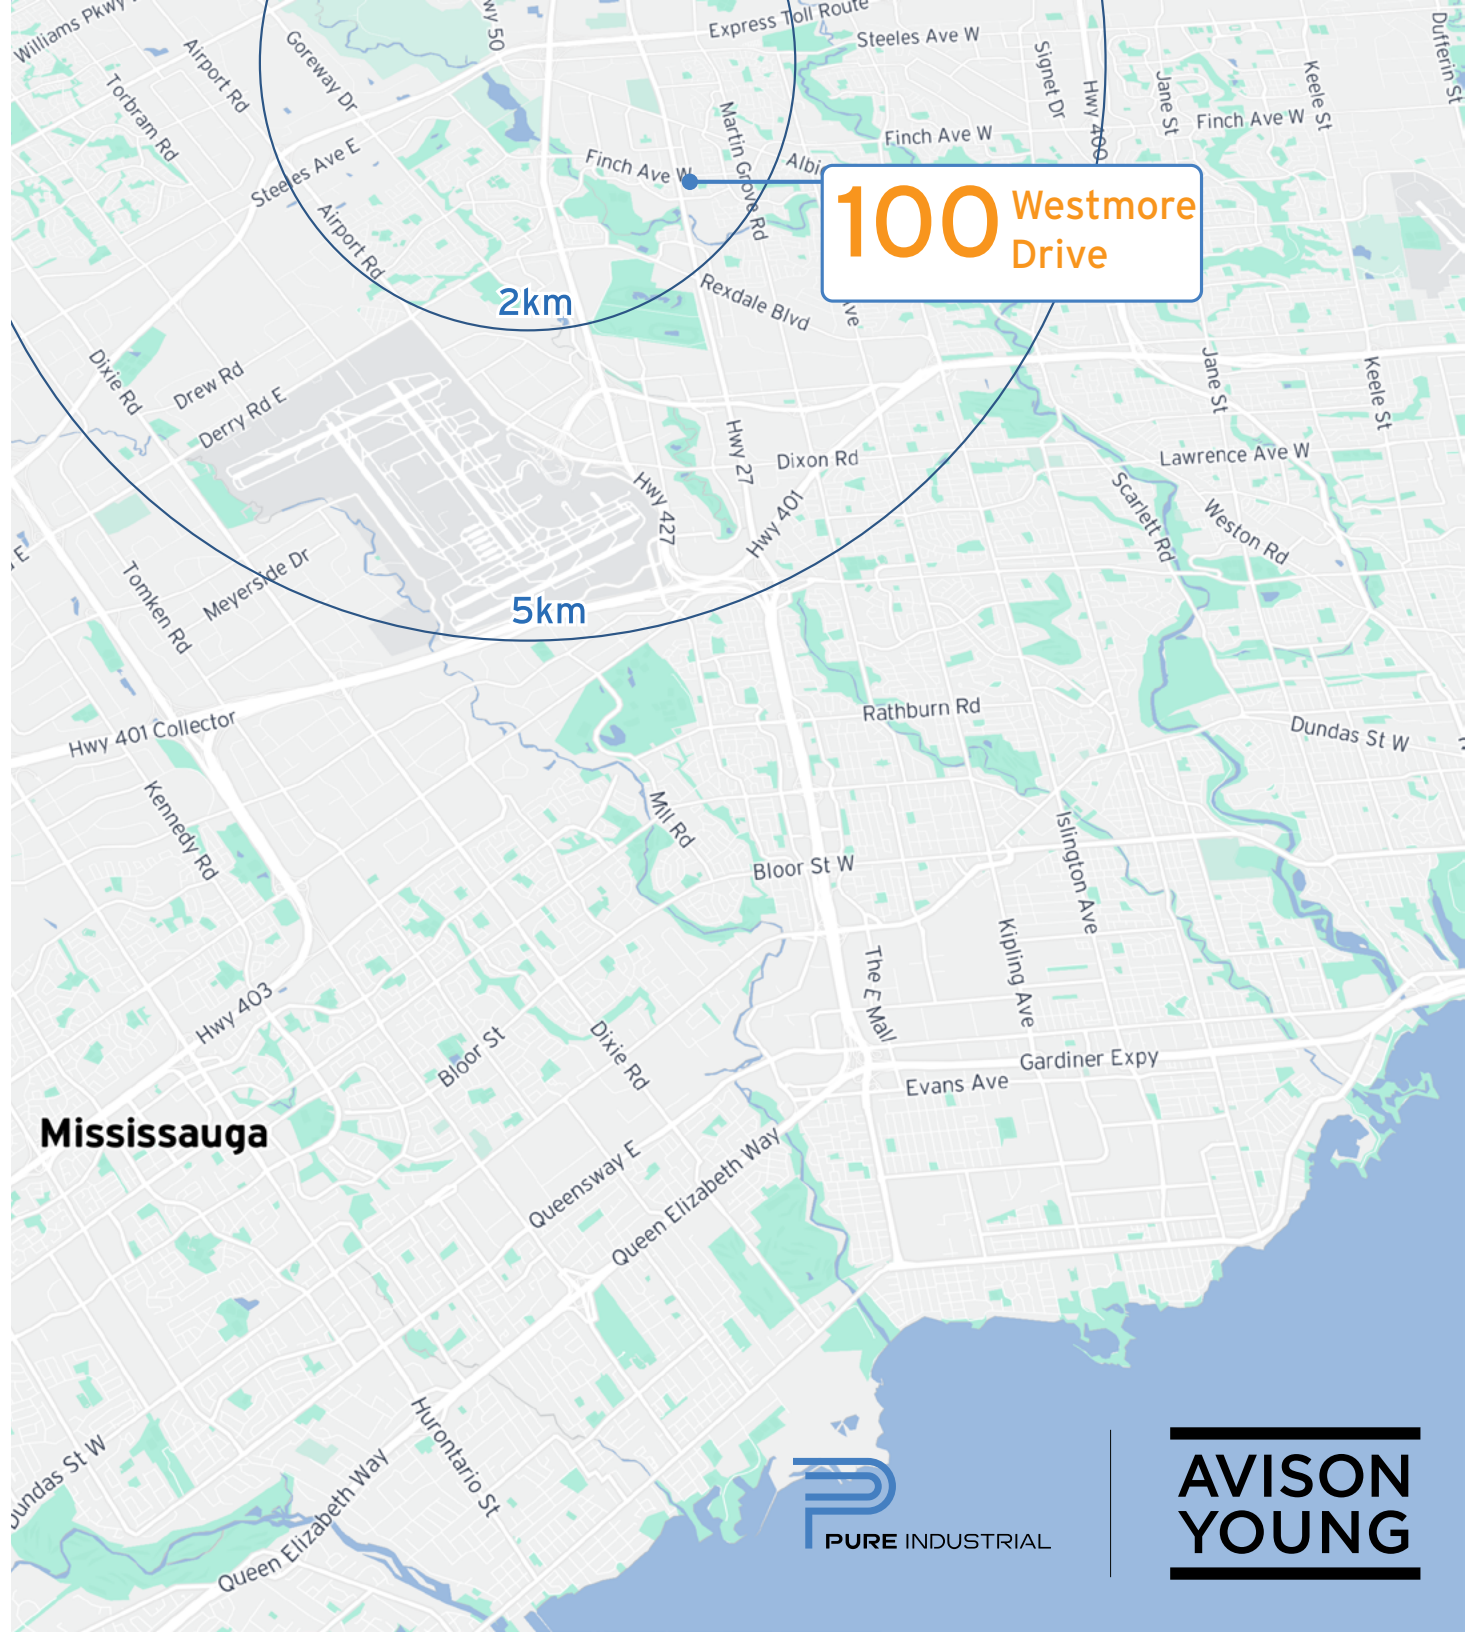 Williams Pkwy
Airport Rd
Torbram Rd
Goreway Dr
wy 50
Express Toll Route
Steeles Ave W
Signet Dr
Hwy 400
Jane St
Keele St
Dufferin St
Finch Ave W
Finch Ave W
Martin Grove Rd
Finch Ave W
Albi
Steeles Ave E
Airport Rd
100 Westmore
Drive
2km
Rexdale Blvd
ive
Dixie Rd
Drew Rd
Derry Rd E
Jane St
Keele St
Hwy 27
Dixon Rd
Lawrence Ave W
Hwy 427
Hwy 401
Scarlett Rd
Weston Rd
E
Tomken Rd
Meyerside Dr
5km
Hwy 401 Collector
Rathburn Rd
Dundas St W
Kennedy Rd
Mill Rd
Bloor St W
Islington Ave
Kipling Ave
The E Mall
Hwy 403
Bloor St
Dixie Rd
Gardiner Expy
Evans Ave
Mississauga
Queensway E
Queen Elizabeth Way
Hurontario St
Dundas St W
Queen Elizabeth Way
PURE INDUSTRIAL
AVISON
YOUNG